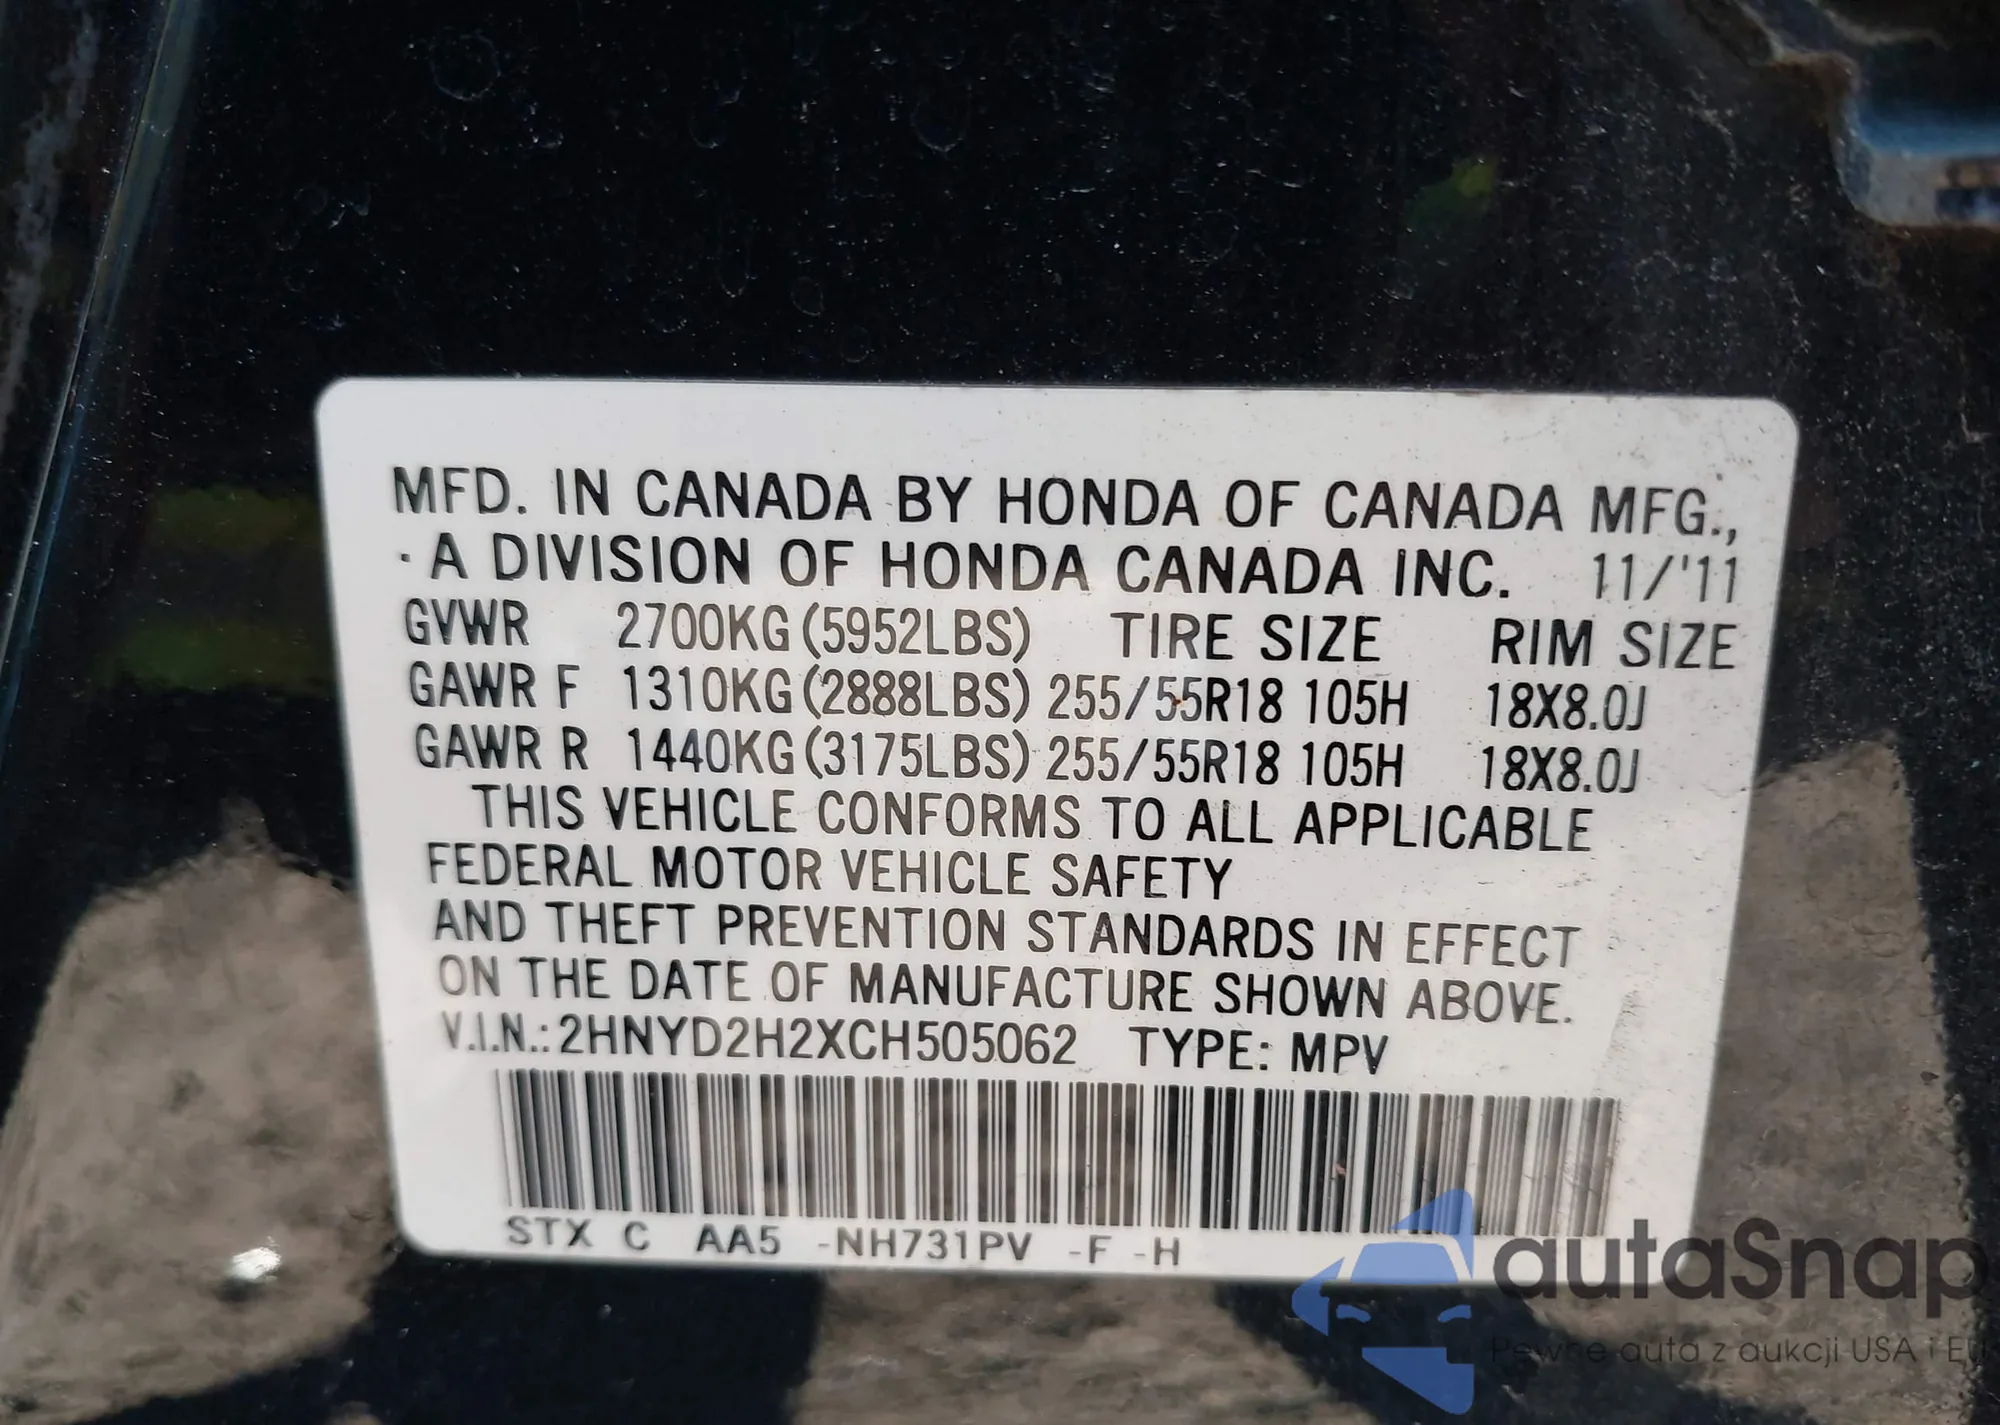 MFD. IN CANADA BY HONDA OF CANADA MFG.,
A DIVISION OF HONDA CANADA INC. 11/'11
GVWR 2700KG (5952LBS) TIRE SIZE RIM SIZE
GAWR F 1310KG (2888LBS) 255/55R18 105H 18X8.0J
GAWR R 1440KG (3175LBS) 255/55R18 105H 18X8.0J
THIS VEHICLE CONFORMS TO ALL APPLICABLE
FEDERAL MOTOR VEHICLE SAFETY
AND THEFT PREVENTION STANDARDS IN EFFECT
ON THE DATE OF MANUFACTURE SHOWN ABOVE.
V.I.N.: 2HNYD2H2XCH505062 TYPE: MPV
STX C AA5 -NH731PV -F -H
autaSnap
Pewne auta z aukcji USA i EU